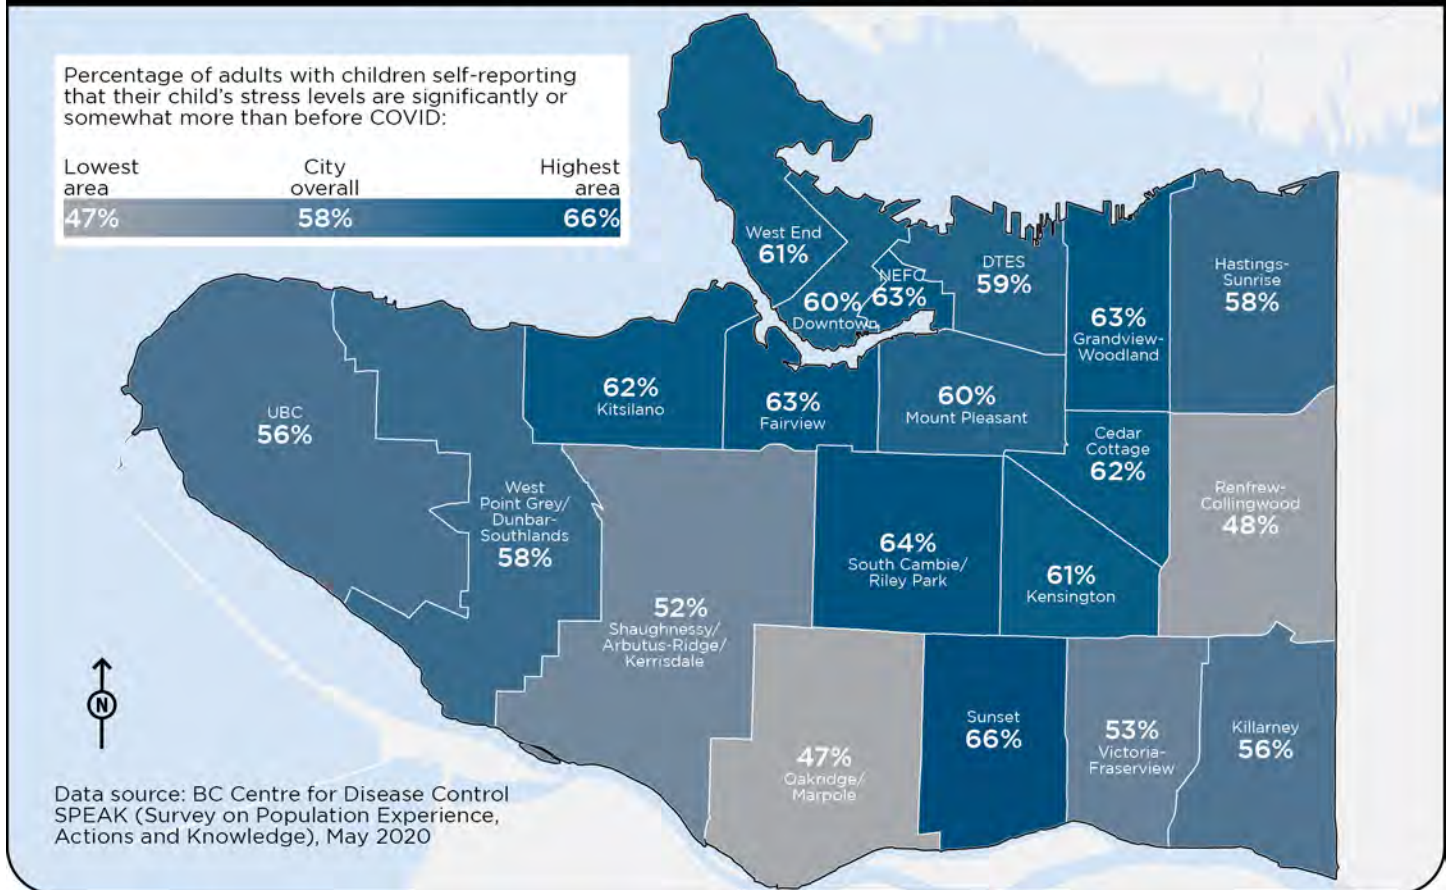 Percentage of adults with children self-reporting
that their child's stress levels are significantly or
somewhat more than before COVID:
Lowest
area
City
overall
Highest
area
47%
58%
66%
West End
61%
60%
Downtown
NEFC
63%
DTES
59%
63%
Grandview-
Woodland
Hastings-
Sunrise
58%
UBC
56%
62%
Kitsilano
63%
Fairview
60%
Mount Pleasant
Cedar
Cottage
62%
Renfrew-
Collingwood
48%
West
Point Grey/
Dunbar-
Southlands
58%
64%
South Cambie/
Riley Park
61%
Kensington
52%
Shaughnessy/
Arbutus-Ridge/
Kerrisdale
47%
Oakridge/
Marpole
Sunset
66%
53%
Victoria-
Fraserview
Killarney
56%
N
Data source: BC Centre for Disease Control
SPEAK (Survey on Population Experience,
Actions and Knowledge), May 2020